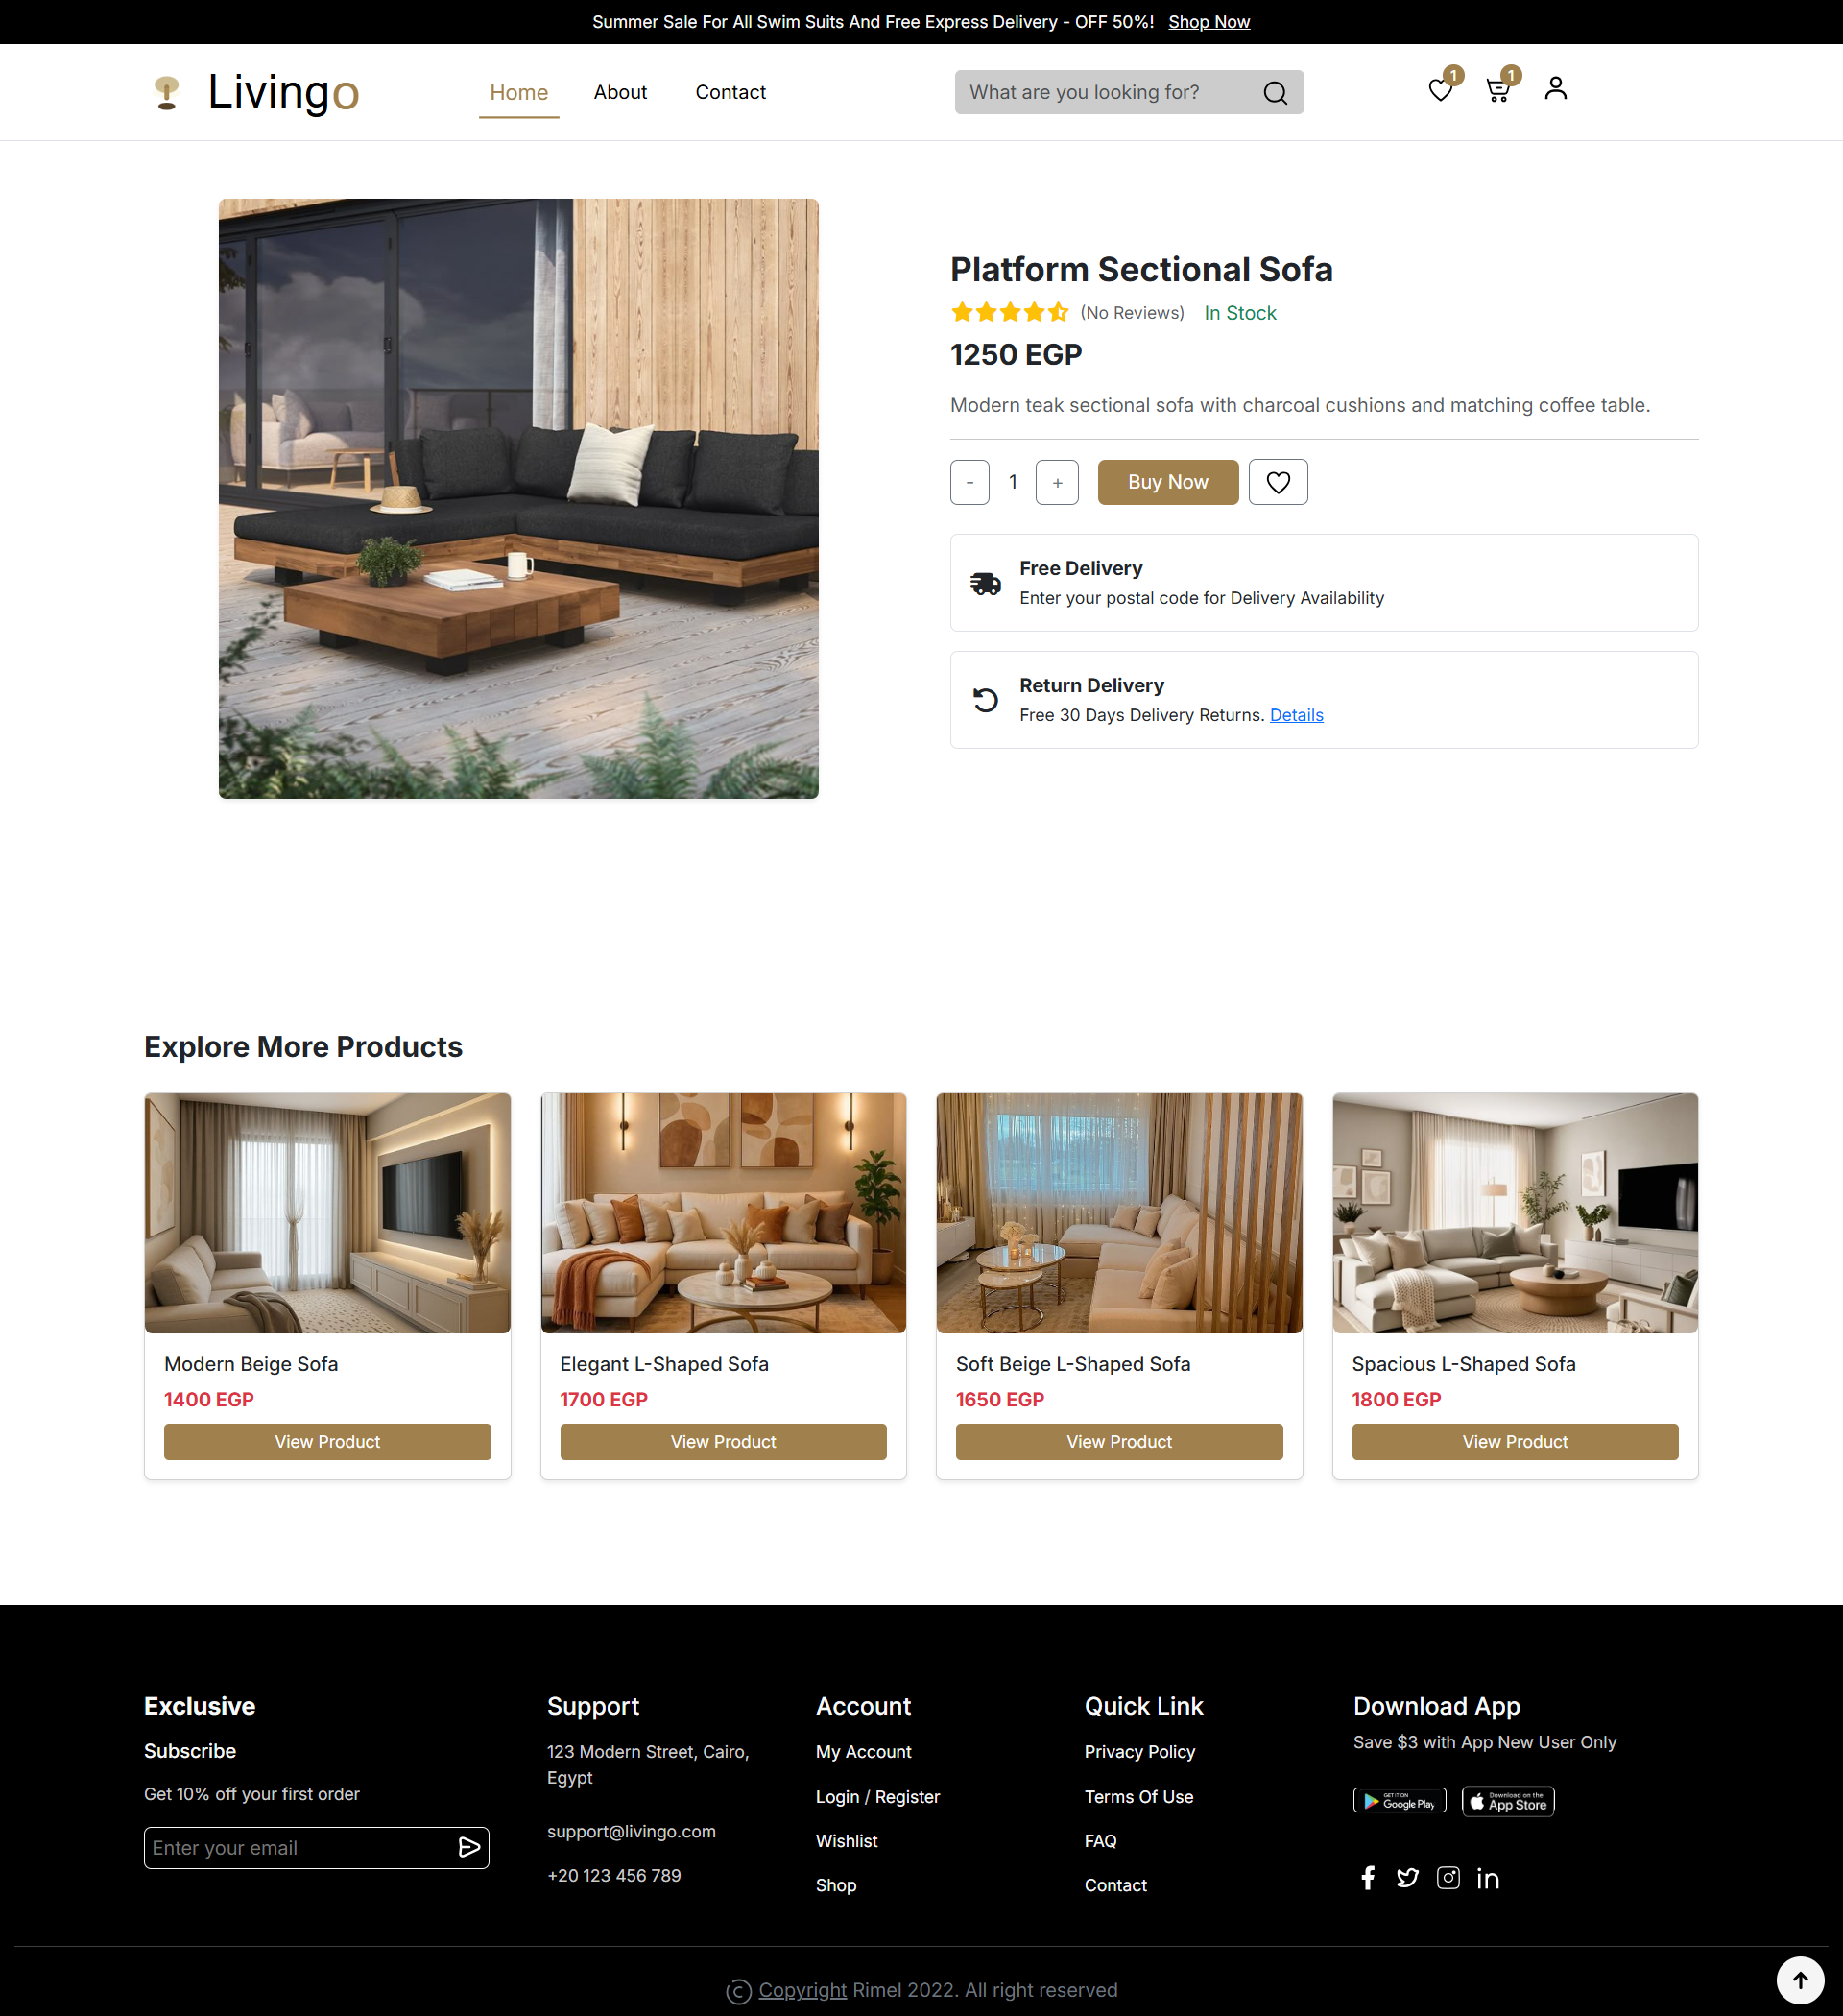 Summer Sale For All Swim Suits And Free Express Delivery - OFF 50%! Shop Now
Livingo
Home About Contact
What are you looking for?
1 1
Platform Sectional Sofa
(No Reviews) In Stock
1250 EGP
Modern teak sectional sofa with charcoal cushions and matching coffee table.
- 1 + Buy Now
Free Delivery
Enter your postal code for Delivery Availability
Return Delivery
Free 30 Days Delivery Returns. Details
Explore More Products
Modern Beige Sofa
1400 EGP
View Product
Elegant L-Shaped Sofa
1700 EGP
View Product
Soft Beige L-Shaped Sofa
1650 EGP
View Product
Spacious L-Shaped Sofa
1800 EGP
View Product
Exclusive
Subscribe
Get 10% off your first order
Enter your email
Support
123 Modern Street, Cairo,
Egypt
support@livingo.com
+20 123 456 789
Account
My Account
Login / Register
Wishlist
Shop
Quick Link
Privacy Policy
Terms Of Use
FAQ
Contact
Download App
Save $3 with App New User Only
GET IT ON
Google Play
Download on the
App Store
© Copyright Rimel 2022. All right reserved